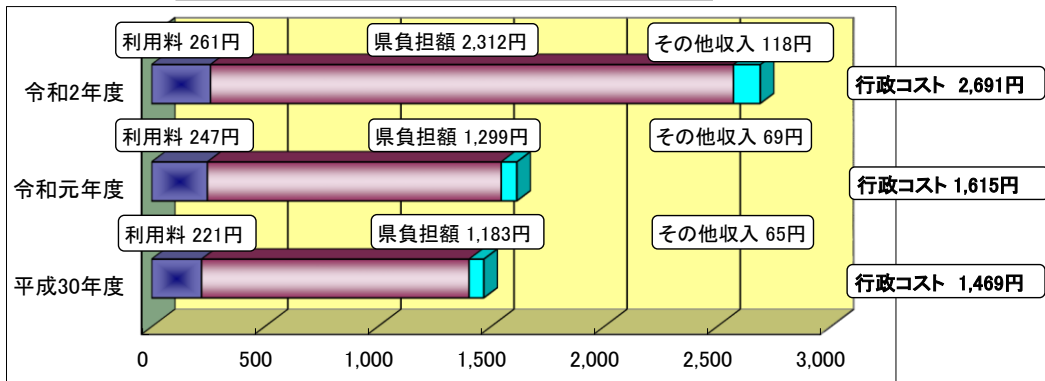 利用料 261円 県負担額 2,312円 その他収入 118円
令和2年度 行政コスト 2,691円
利用料 247円 県負担額 1,299円 その他収入 69円
令和元年度 行政コスト 1,615円
利用料 221円 県負担額 1,183円 その他収入 65円
平成30年度 行政コスト 1,469円
0 500 1,000 1,500 2,000 2,500 3,000